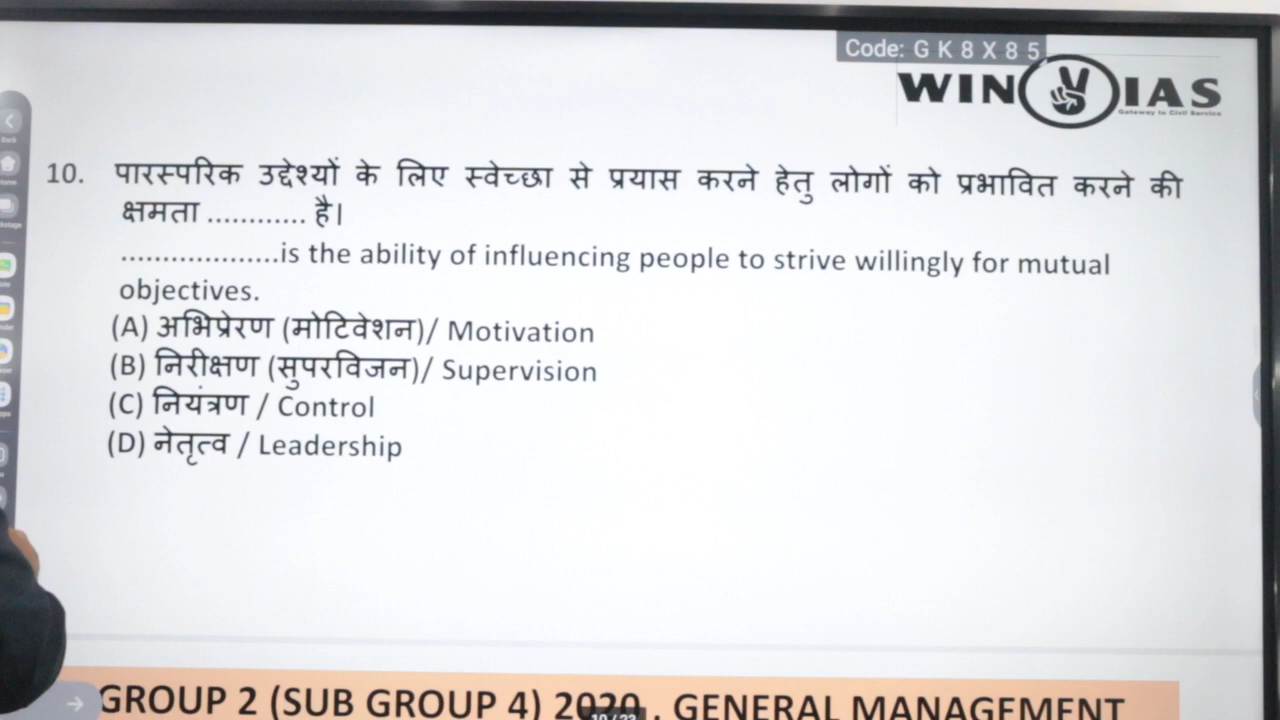 Code: G K 8 X 8 5
WIN IAS
Gateway to Civil Service
10. पारस्परिक उद्देश्यों के लिए स्वेच्छा से प्रयास करने हेतु लोगों को प्रभावित करने की
क्षमता ............ है।
...................is the ability of influencing people to strive willingly for mutual
objectives.
(A) अभिप्रेरण (मोटिवेशन)/ Motivation
(B) निरीक्षण (सुपरविजन)/ Supervision
(C) नियंत्रण / Control
(D) नेतृत्व / Leadership
GROUP 2 (SUB GROUP 4) 2020 , GENERAL MANAGEMENT
10/23